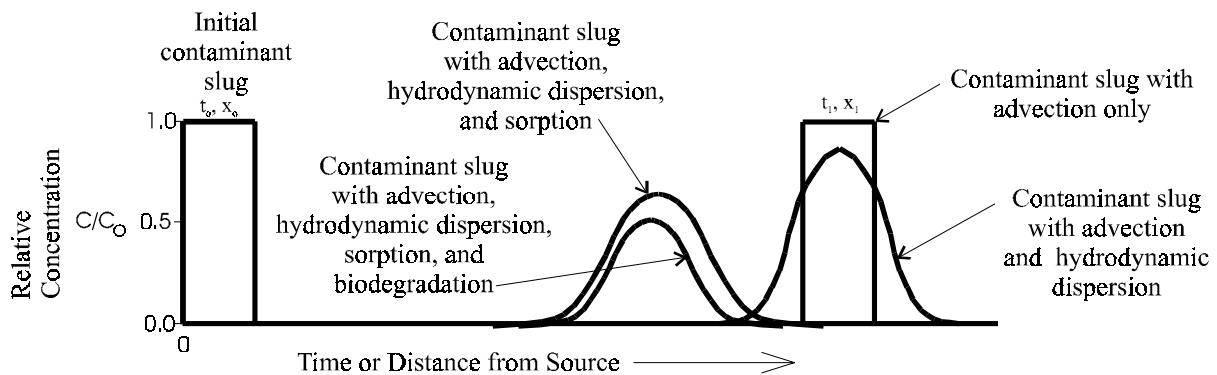 Initial
contaminant
slug
t₀, x₀
Contaminant slug
with advection,
hydrodynamic dispersion,
and sorption
Contaminant slug
with advection,
hydrodynamic dispersion,
sorption, and
biodegradation
t₁, x₁
Contaminant slug with
advection only
Contaminant slug
with advection
and hydrodynamic
dispersion
Relative
Concentration
C/C₀
1.0
0.5
0.0
0
Time or Distance from Source